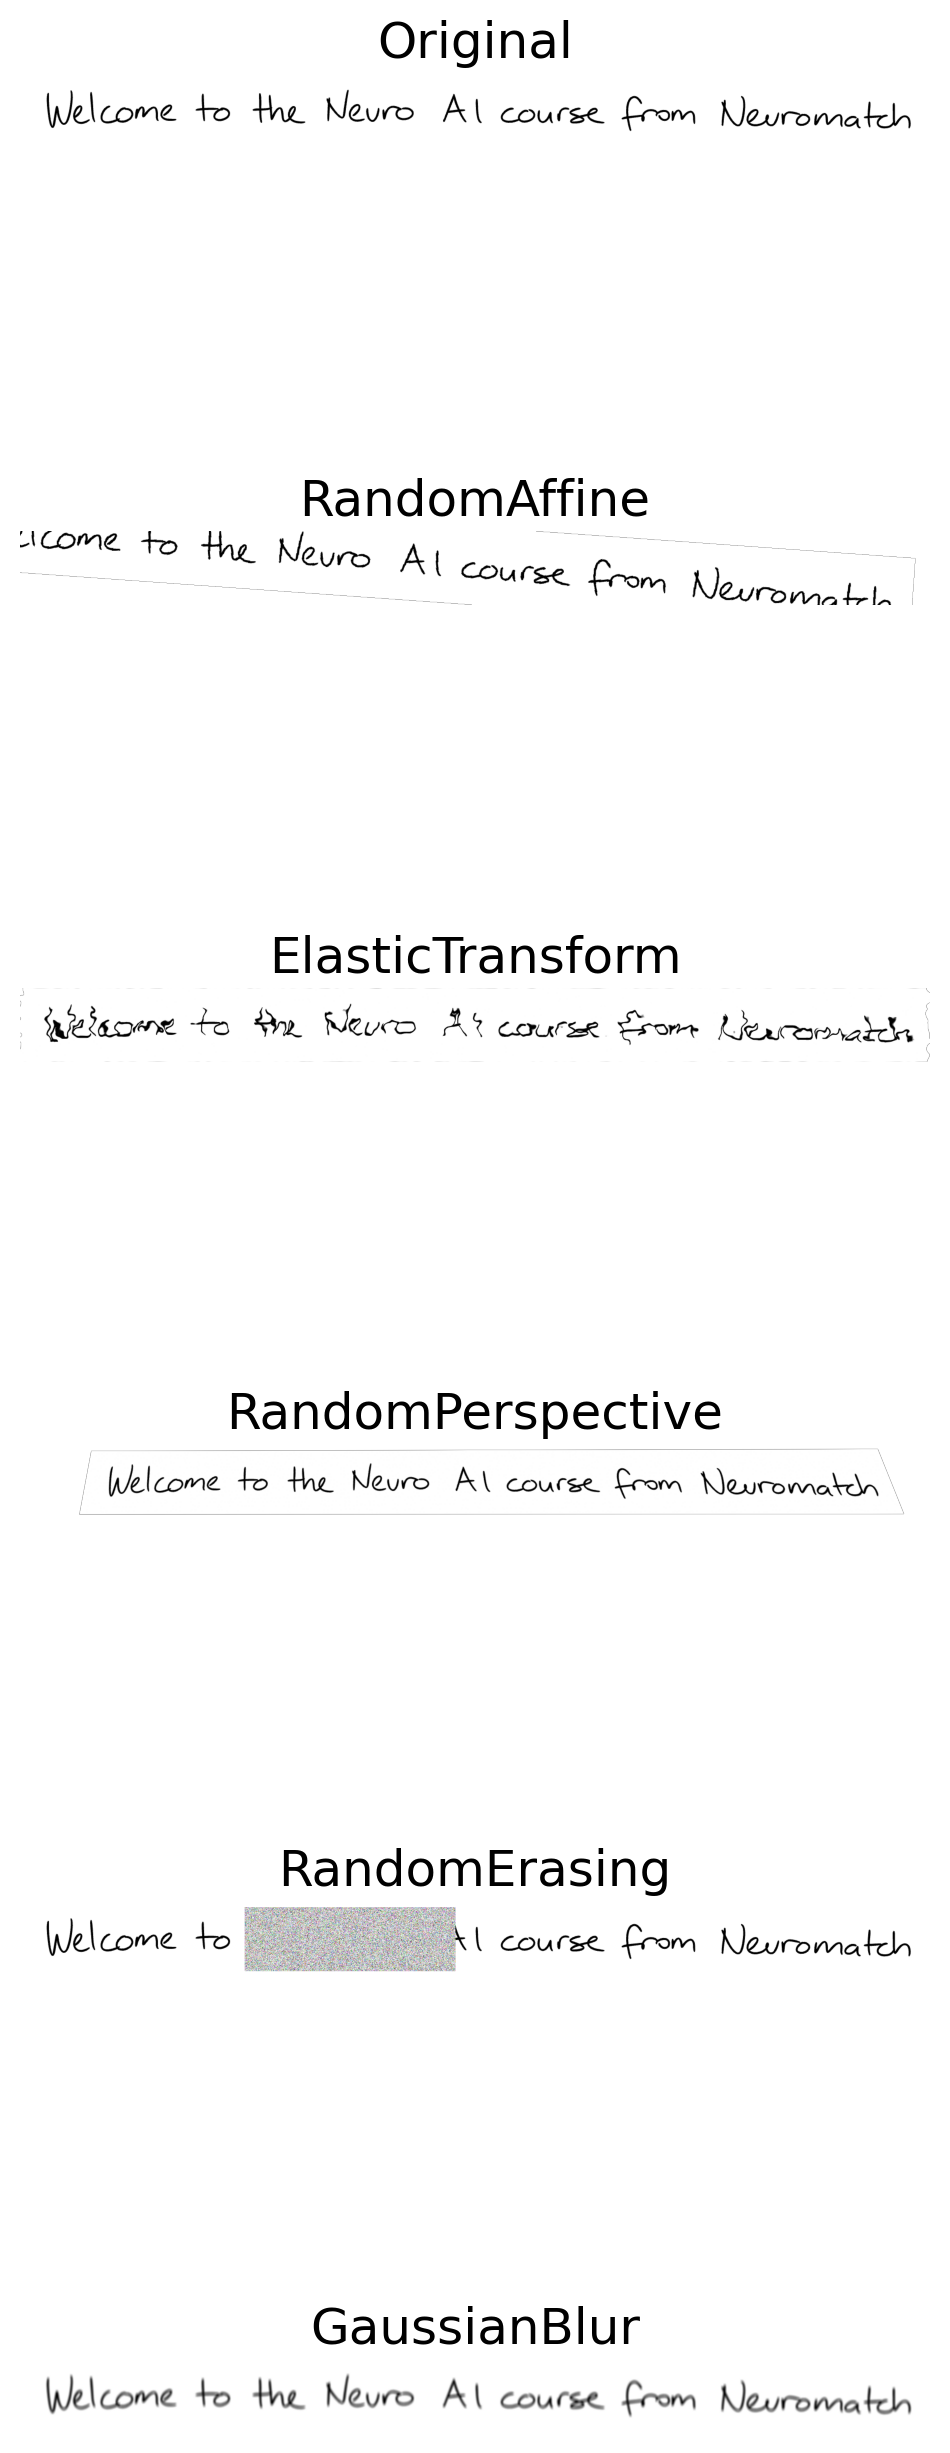 Original
Welcome to the Neuro AI course from Neuromatch
RandomAffine
come to the Neuro AI course from Neuromatch
ElasticTransform
Welcome to the Neuro AI course from Neuromatch
RandomPerspective
Welcome to the Neuro AI course from Neuromatch
RandomErasing
Welcome to AI course from Neuromatch
GaussianBlur
Welcome to the Neuro AI course from Neuromatch